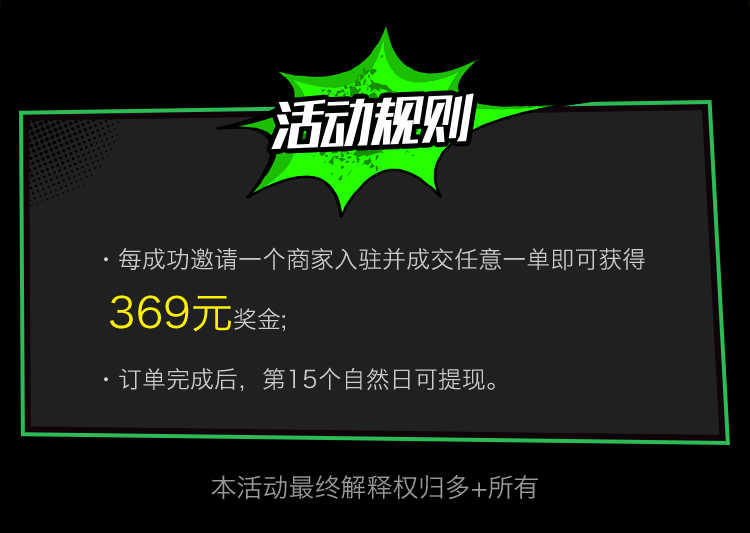 活动规则
·每成功邀请一个商家入驻并成交任意一单即可获得
369元奖金;
·订单完成后，第15个自然日可提现。
本活动最终解释权归多+所有